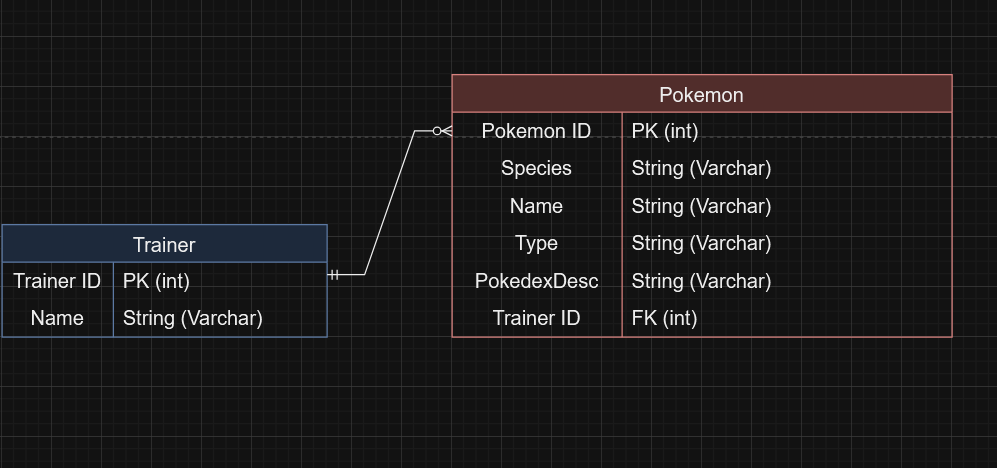 Pokemon
Pokemon ID PK (int)
Species String (Varchar)
Name String (Varchar)
Type String (Varchar)
PokedexDesc String (Varchar)
Trainer ID FK (int)
Trainer
Trainer ID PK (int)
Name String (Varchar)